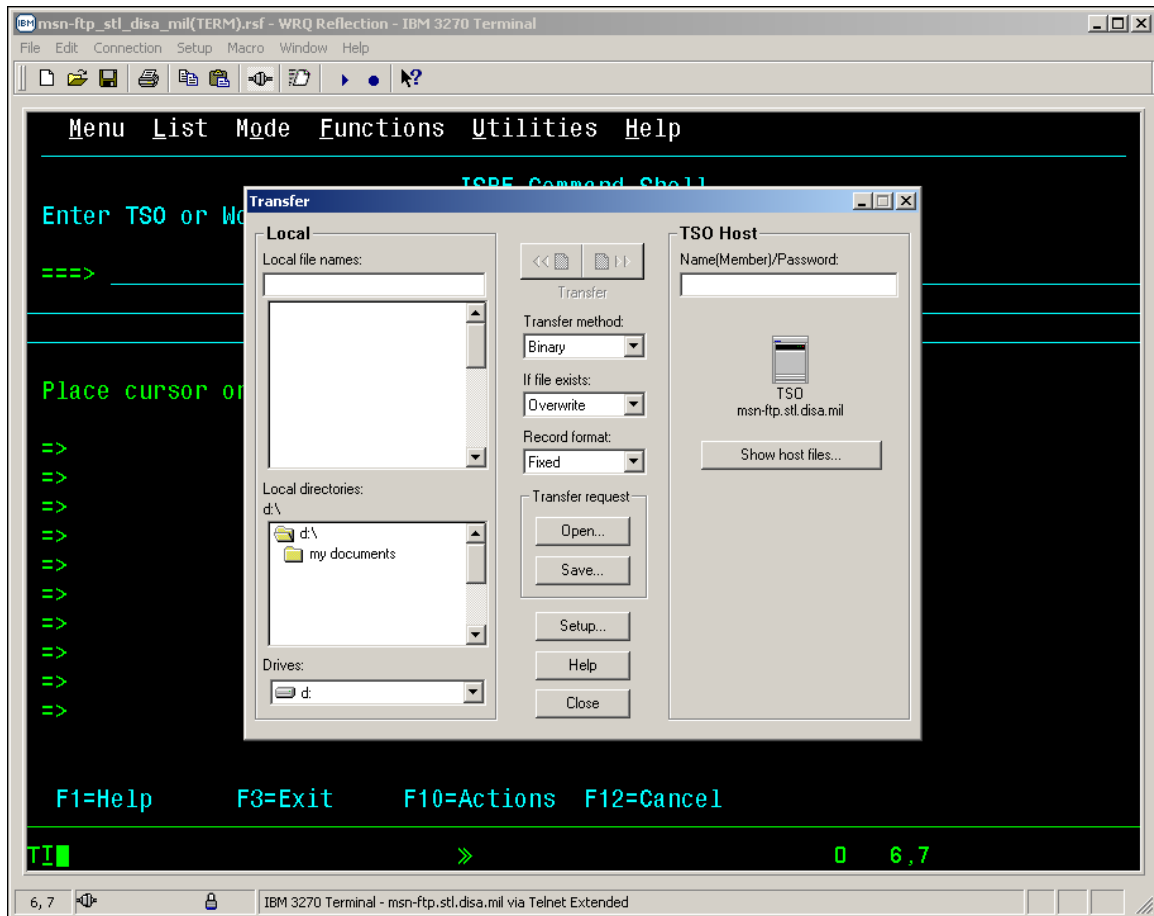 msn-ftp_stl_disa_mil(TERM).rsf - WRQ Reflection - IBM 3270 Terminal
File Edit Connection Setup Macro Window Help
Menu List Mode Functions Utilities Help
ISPF Command Shell
Enter TSO or Wo
===>
Place cursor on
=>
=>
=>
=>
=>
=>
=>
=>
=>
=>
Transfer
Local
Local file names:
Local directories:
d:\
d:\
my documents
Drives:
d:
Transfer
Transfer method:
Binary
If file exists:
Overwrite
Record format:
Fixed
Transfer request
Open...
Save...
Setup...
Help
Close
TSO Host
Name(Member)/Password:
TSO
msn-ftp.stl.disa.mil
Show host files...
F1=Help F3=Exit F10=Actions F12=Cancel
TI 0 6,7
6, 7 IBM 3270 Terminal - msn-ftp.stl.disa.mil via Telnet Extended